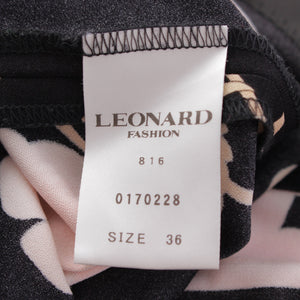 LEONARD
FASHION
816
0170228
SIZE 36